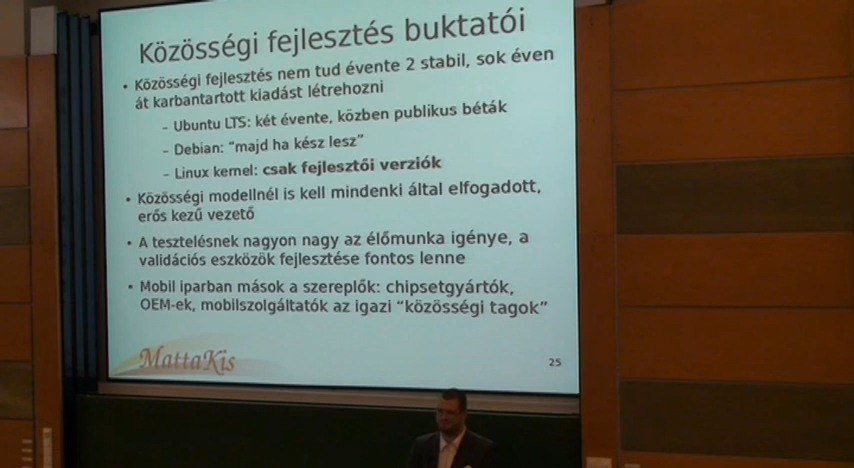 Közösségi fejlesztés buktatói
• Közösségi fejlesztés nem tud évente 2 stabil, sok éven
át karbantartott kiadást létrehozni
– Ubuntu LTS: két évente, közben publikus béták
– Debian: “majd ha kész lesz”
– Linux kernel: csak fejlesztői verziók
• Közösségi modellnél is kell mindenki által elfogadott,
erős kezű vezető
• A tesztelésnek nagyon nagy az élőmunka igénye, a
validációs eszközök fejlesztése fontos lenne
• Mobil iparban mások a szereplők: chipsetgyártók,
OEM-ek, mobilszolgáltatók az igazi “közösségi tagok”
MattaKis
25